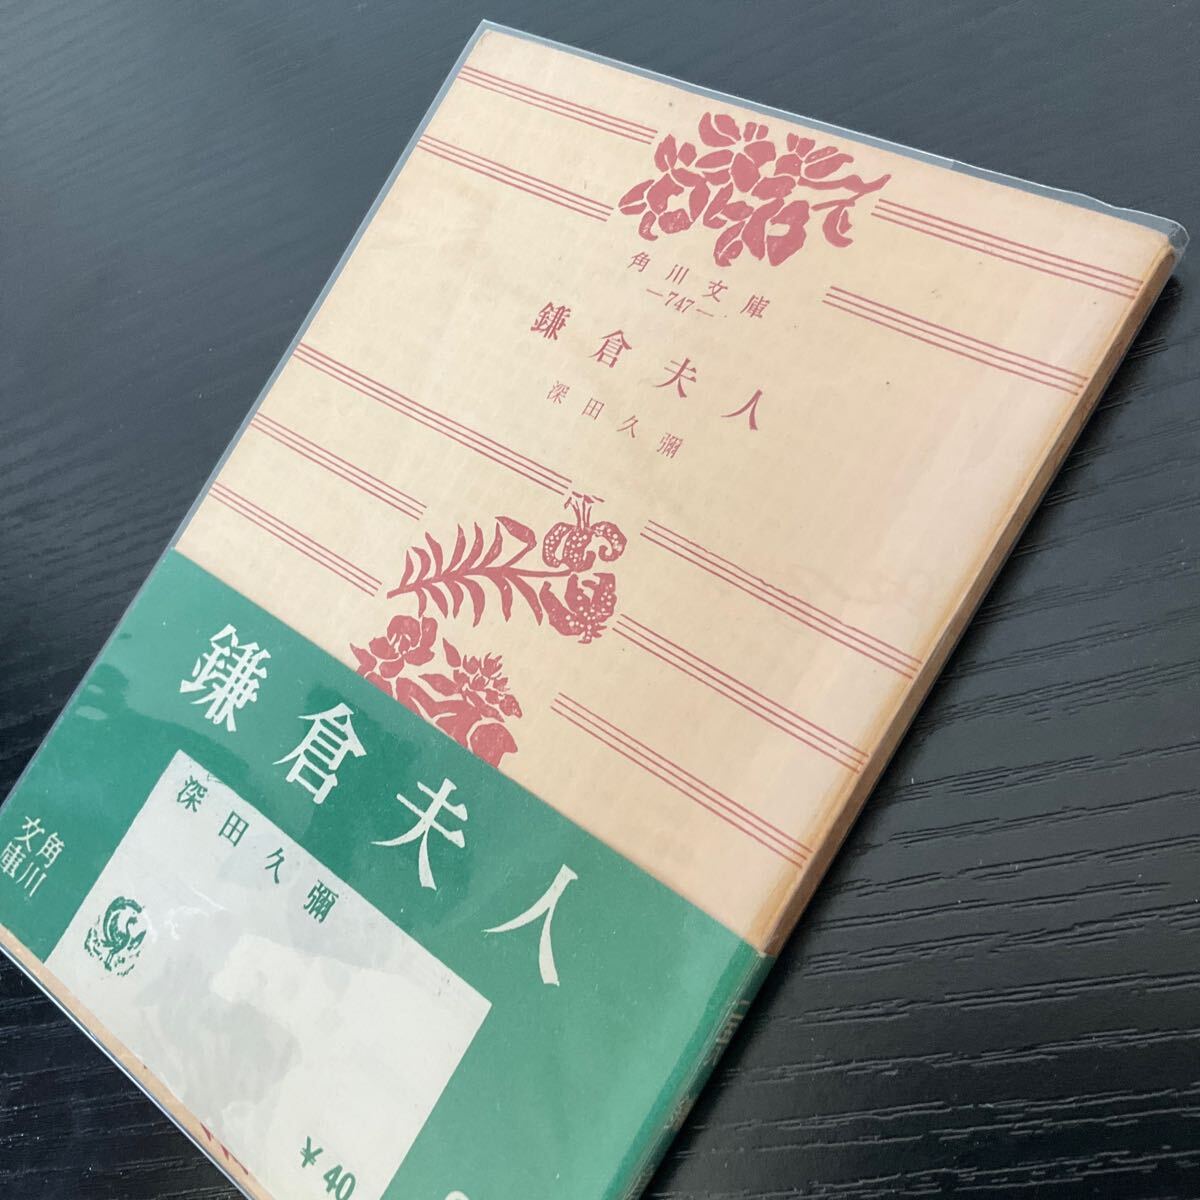 角川文庫
—747—
鎌倉夫人
深田久彌
鎌倉夫人
深田久彌
角川
文庫
¥40